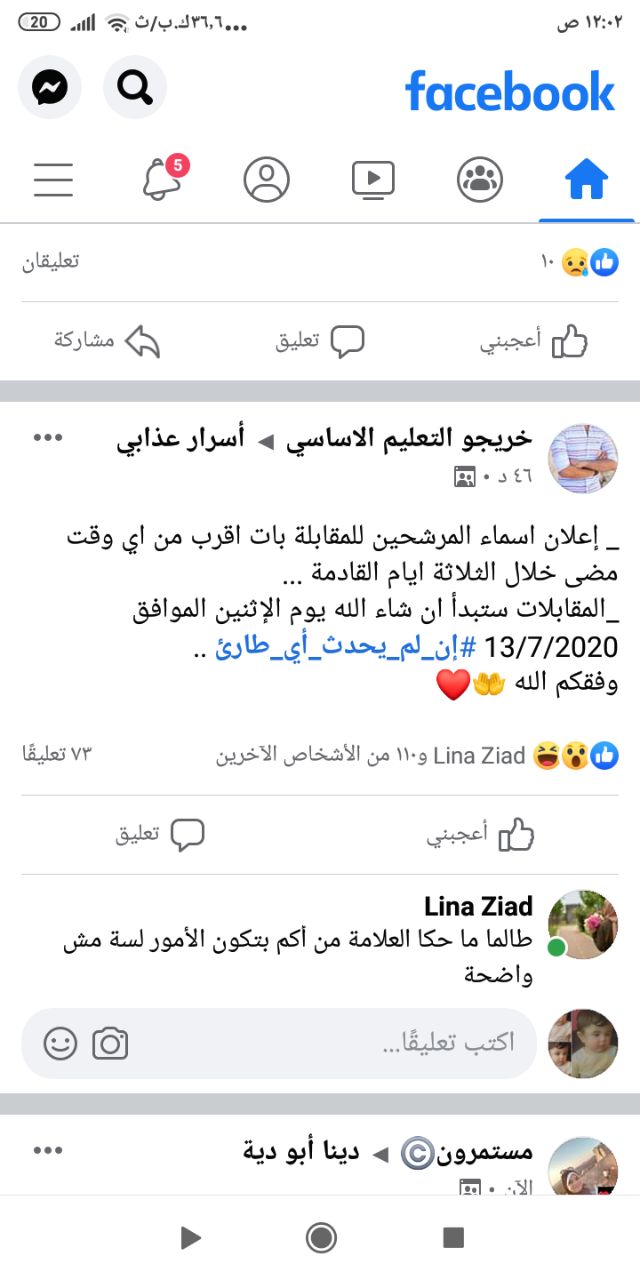 ...٣٦,٦ك.ب/ث 20 ١٢:٠٢ ص
facebook
5
١٠ تعليقان
أعجبني تعليق مشاركة
خريجو التعليم الاساسي ◂ أسرار عذابي
٤٦ د •
_ إعلان اسماء المرشحين للمقابلة بات اقرب من اي وقت
مضى خلال الثلاثة ايام القادمة ...
_المقابلات ستبدأ ان شاء الله يوم الإثنين الموافق
13/7/2020 #إن_لم_يحدث_أي_طارئ ..
وفقكم الله 🤲❤️
Lina Ziad و١١٠ من الأشخاص الآخرين ٧٣ تعليقًا
أعجبني تعليق
Lina Ziad
طالما ما حكا العلامة من أكم بتكون الأمور لسة مش
واضحة
اكتب تعليقًا...
مستمرون©️ ◂ دينا أبو دية
الآن •